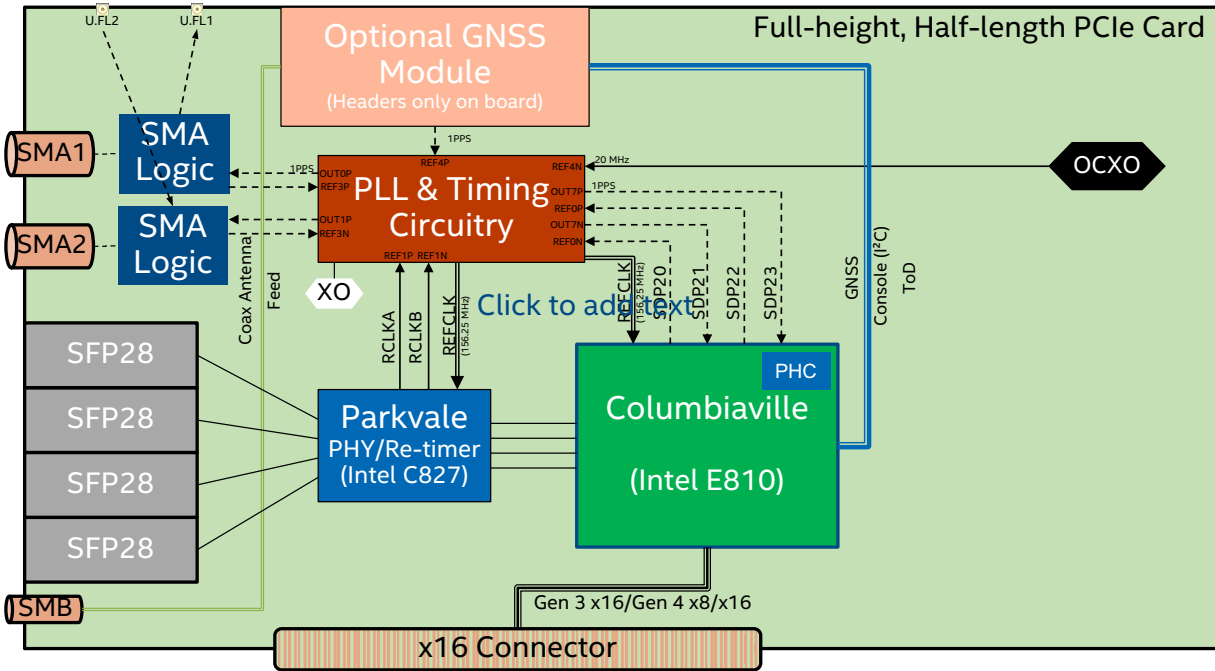 U.FL2
U.FL1
Full-height, Half-length PCIe Card
Optional GNSS
Module
(Headers only on board)
1PPS
SMA1
SMA
Logic
SMA2
SMA
Logic
1PPS
REF4P
OUT0P
REF3P
OUT1P
REF3N
PLL & Timing
Circuitry
REF4N
OUT7P
REF0P
OUT7N
REF0N
REF1P
REF1N
20 MHz
1PPS
OCXO
XO
Coax Antenna
Feed
RCLKA
RCLKB
REFCLK
(156.25 MHz)
Click to add text
REFCLK
(156.25 MHz)
SDP20
SDP21
SDP22
SDP23
GNSS
Console (I²C)
ToD
SFP28
SFP28
SFP28
SFP28
Parkvale
PHY/Re-timer
(Intel C827)
PHC
Columbiaville
(Intel E810)
SMB
Gen 3 x16/Gen 4 x8/x16
x16 Connector